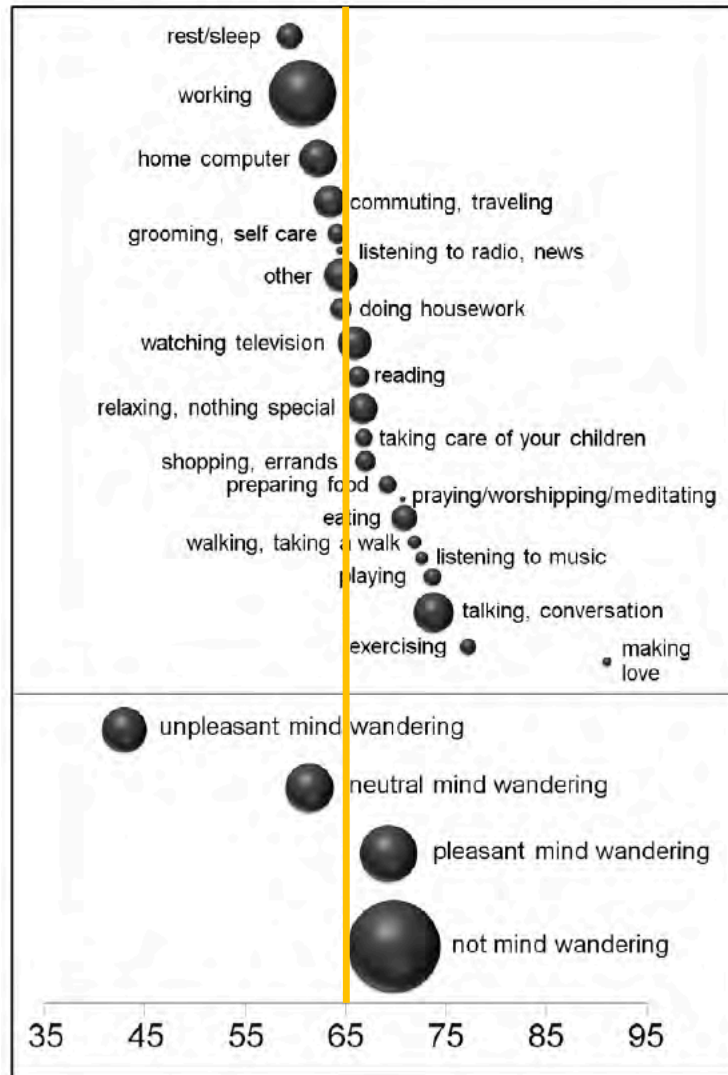 rest/sleep
working
home computer
commuting, traveling
grooming, self care
listening to radio, news
other
doing housework
watching television
reading
relaxing, nothing special
taking care of your children
shopping, errands
preparing food
praying/worshipping/meditating
eating
walking, taking a walk
listening to music
playing
talking, conversation
exercising
making
love
unpleasant mind wandering
neutral mind wandering
pleasant mind wandering
not mind wandering
35 45 55 65 75 85 95